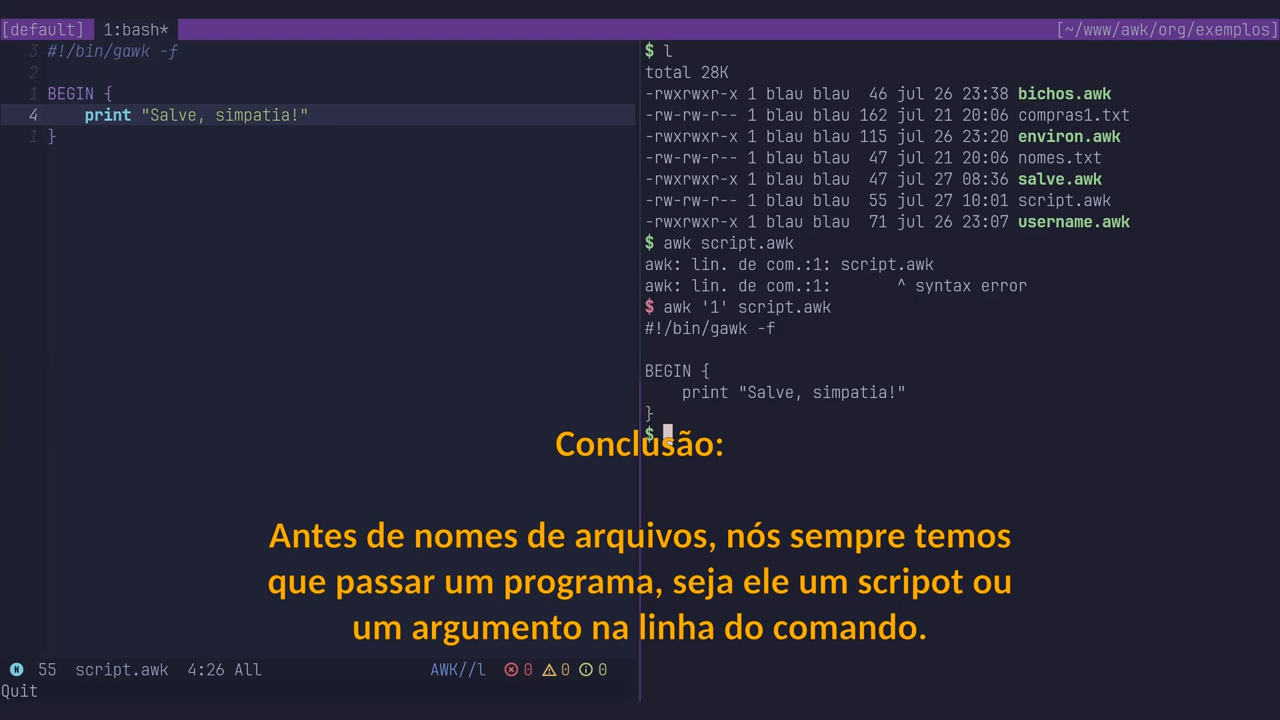 [default] 1:bash* [~/www/awk/org/exemplos]
3 #!/bin/gawk -f
2
1 BEGIN {
4     print "Salve, simpatia!"
1 }
N 55 script.awk 4:26 All AWK//l 0 0 0
Quit
$ l
total 28K
-rwxrwxr-x 1 blau blau  46 jul 26 23:38 bichos.awk
-rw-rw-r-- 1 blau blau 162 jul 21 20:06 compras1.txt
-rwxrwxr-x 1 blau blau 115 jul 26 23:20 environ.awk
-rw-rw-r-- 1 blau blau  47 jul 21 20:06 nomes.txt
-rwxrwxr-x 1 blau blau  47 jul 27 08:36 salve.awk
-rw-rw-r-- 1 blau blau  55 jul 27 10:01 script.awk
-rwxrwxr-x 1 blau blau  71 jul 26 23:07 username.awk
$ awk script.awk
awk: lin. de com.:1: script.awk
awk: lin. de com.:1:       ^ syntax error
$ awk '1' script.awk
#!/bin/gawk -f
BEGIN {
    print "Salve, simpatia!"
}
$
Conclusão:
Antes de nomes de arquivos, nós sempre temos
que passar um programa, seja ele um scripot ou
um argumento na linha do comando.